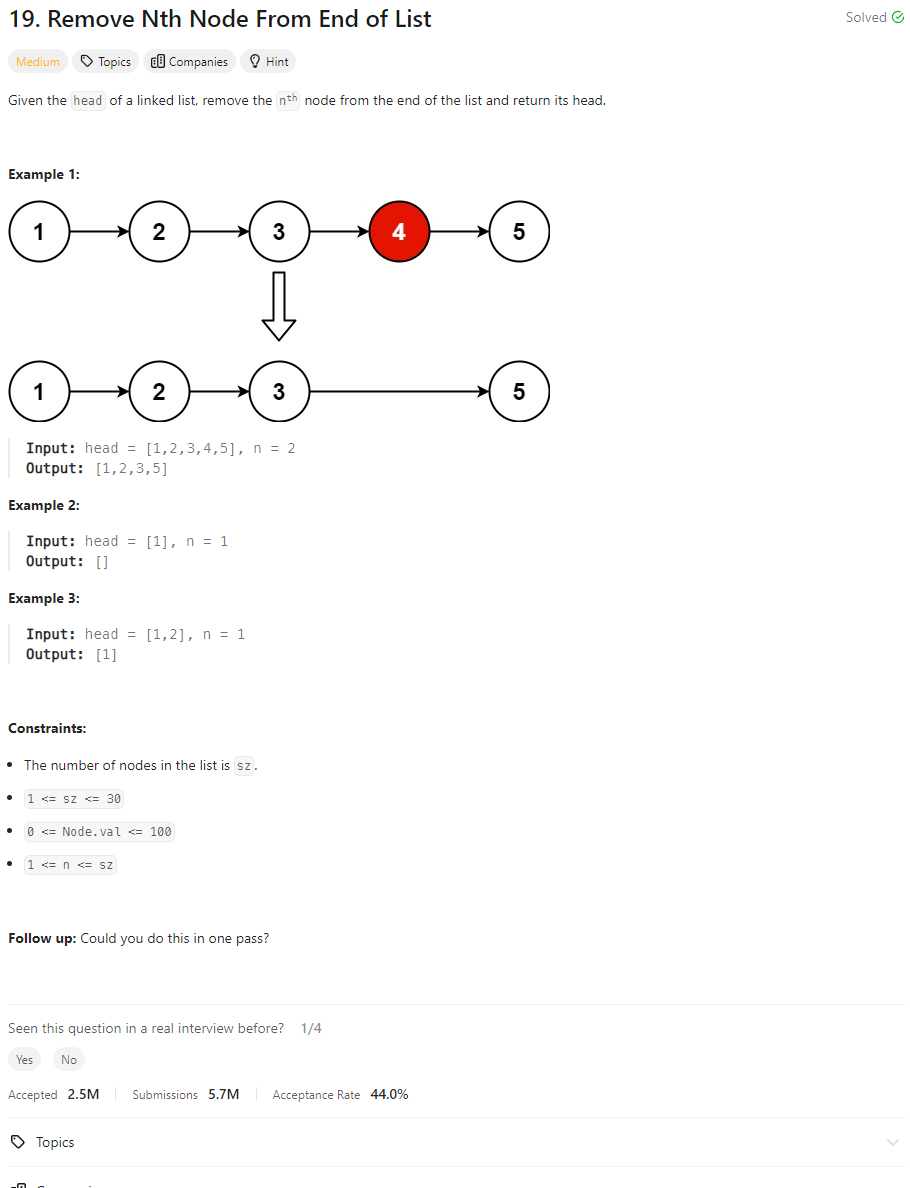 19. Remove Nth Node From End of List
Solved
Medium Topics Companies Hint
Given the head of a linked list, remove the nth node from the end of the list and return its head.
Example 1:
1 2 3 4 5
1 2 3 5
Input: head = [1,2,3,4,5], n = 2
Output: [1,2,3,5]
Example 2:
Input: head = [1], n = 1
Output: []
Example 3:
Input: head = [1,2], n = 1
Output: [1]
Constraints:
• The number of nodes in the list is sz.
• 1 <= sz <= 30
• 0 <= Node.val <= 100
• 1 <= n <= sz
Follow up: Could you do this in one pass?
Seen this question in a real interview before? 1/4
Yes No
Accepted 2.5M Submissions 5.7M Acceptance Rate 44.0%
Topics